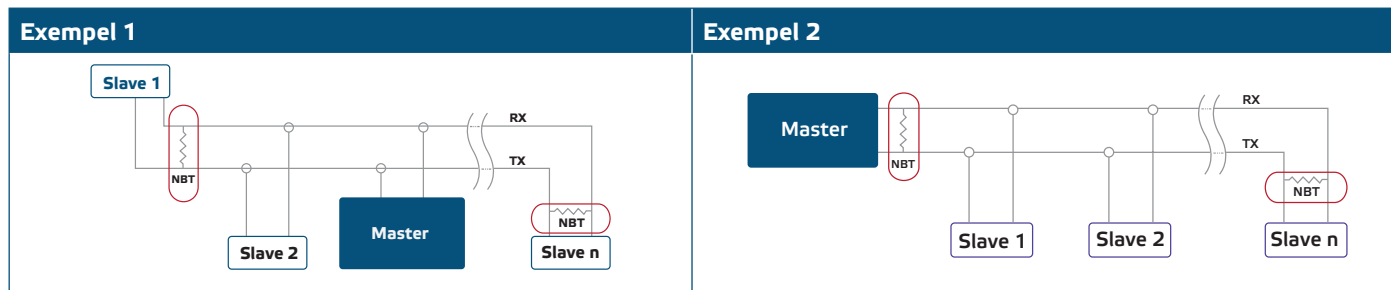 Exempel 1
Slave 1
RX
TX
NBT
NBT
Master
Slave 2
Slave n
Exempel 2
RX
Master
TX
NBT
NBT
Slave 1
Slave 2
Slave n